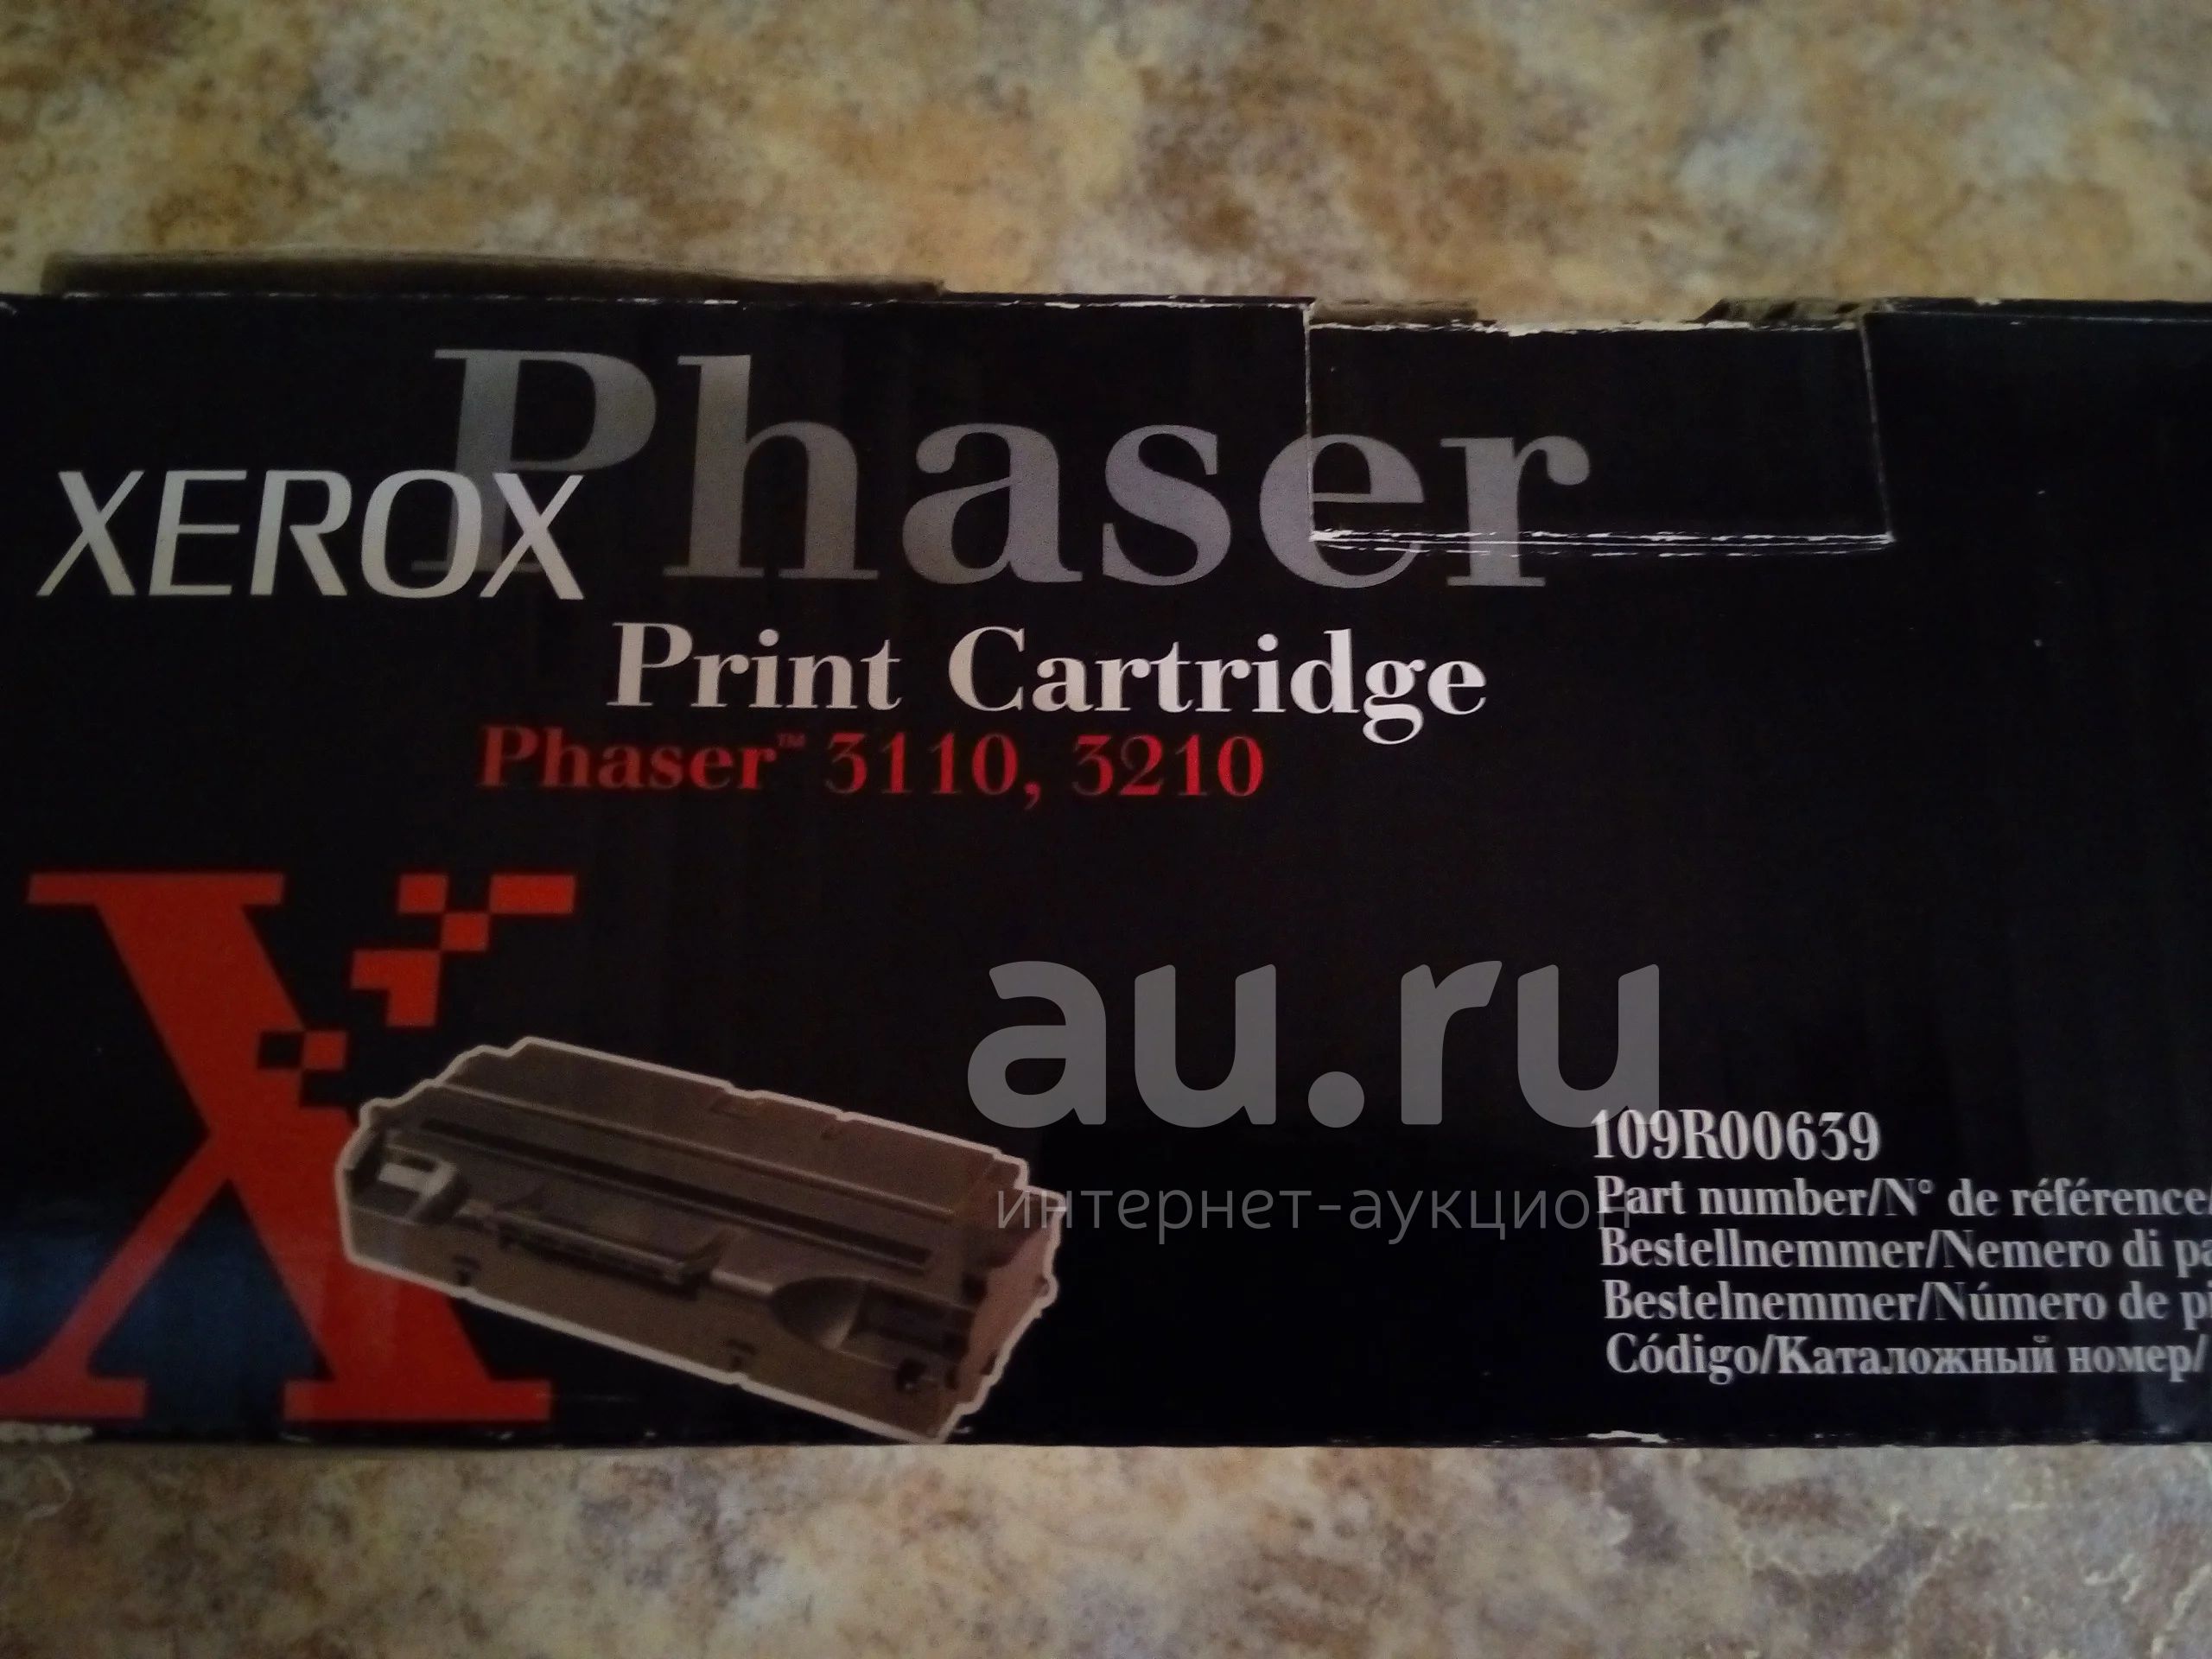 Phaser
XEROX
Print Cartridge
Phaser™ 3110, 3210
au.ru
интернет-аукцион
109R00639
Part number/N° de référence/
Bestellnemmer/Nemero di pa
Bestelnemmer/Número de p
Código/Каталожный номер/